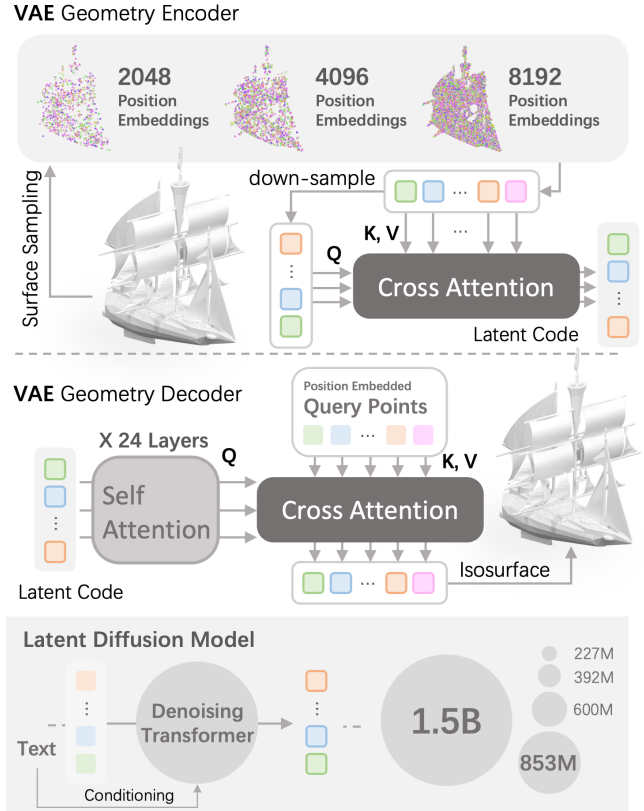 VAE Geometry Encoder
2048
Position
Embeddings
4096
Position
Embeddings
8192
Position
Embeddings
Surface Sampling
down-sample
...
K, V
...
Q
...
Cross Attention
...
Latent Code
VAE Geometry Decoder
Position Embedded
Query Points
...
X 24 Layers
Q
K, V
Self
Attention
Cross Attention
...
...
Isosurface
Latent Code
Latent Diffusion Model
...
Text
Denoising
Transformer
...
Conditioning
1.5B
227M
392M
600M
853M